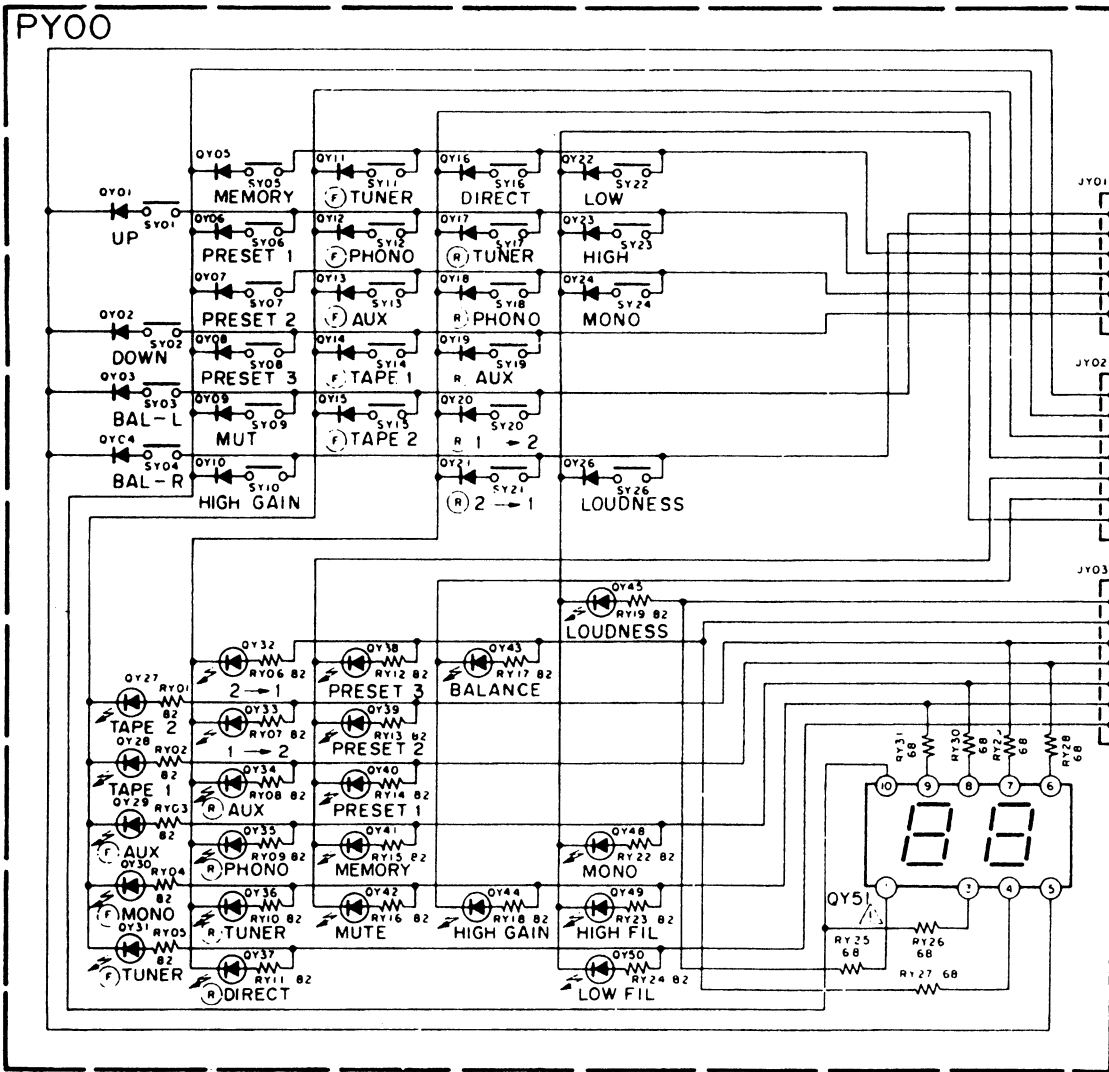 PY00
QY05
QY11
QY16
QY22
SY05
SY11
SY16
SY22
MEMORY
F TUNER
DIRECT
LOW
JY01
QY01
SY01
UP
QY06
QY12
QY17
QY23
SY06
SY12
SY17
SY23
PRESET 1
F PHONO
R TUNER
HIGH
QY07
QY13
QY18
QY24
SY07
SY13
SY18
SY24
PRESET 2
F AUX
R PHONO
MONO
QY02
SY02
DOWN
QY08
QY14
QY19
SY08
SY14
SY19
PRESET 3
F TAPE 1
R AUX
JY02
QY03
SY03
BAL-L
QY09
QY15
QY20
SY09
SY15
SY20
MUT
F TAPE 2
R 1 → 2
QYC4
SY04
BAL-R
QY10
QY21
QY26
SY10
SY21
SY26
HIGH GAIN
R 2 → 1
LOUDNESS
JY03
QY45
RY19 82
LOUDNESS
QY32
QY38
QY43
RY06 82
RY12 82
RY17 82
2 → 1
PRESET 3
BALANCE
QY27
RY01
82
TAPE 2
QY33
QY39
RY07 82
RY13 82
1 → 2
PRESET 2
QY28
RY02
82
TAPE 1
QY34
QY40
RY08 82
RY14 82
R AUX
PRESET 1
RY31
68
RY30
68
68
RY28
68
10
9
8
7
6
QY29
RY03
82
F AUX
QY35
QY41
QY48
RY09 82
RY15 82
RY22 82
R PHONO
MEMORY
MONO
88
QY30
RY04
82
F MONO
QY36
QY42
QY44
QY49
RY10 82
RY16 82
RY18 82
RY23 82
R TUNER
MUTE
HIGH GAIN
HIGH FIL
1
3
4
5
QY51
QY31
RY05
82
F TUNER
QY37
QY50
RY11 82
RY24 82
R DIRECT
LOW FIL
RY25
68
RY26
68
RY27 68